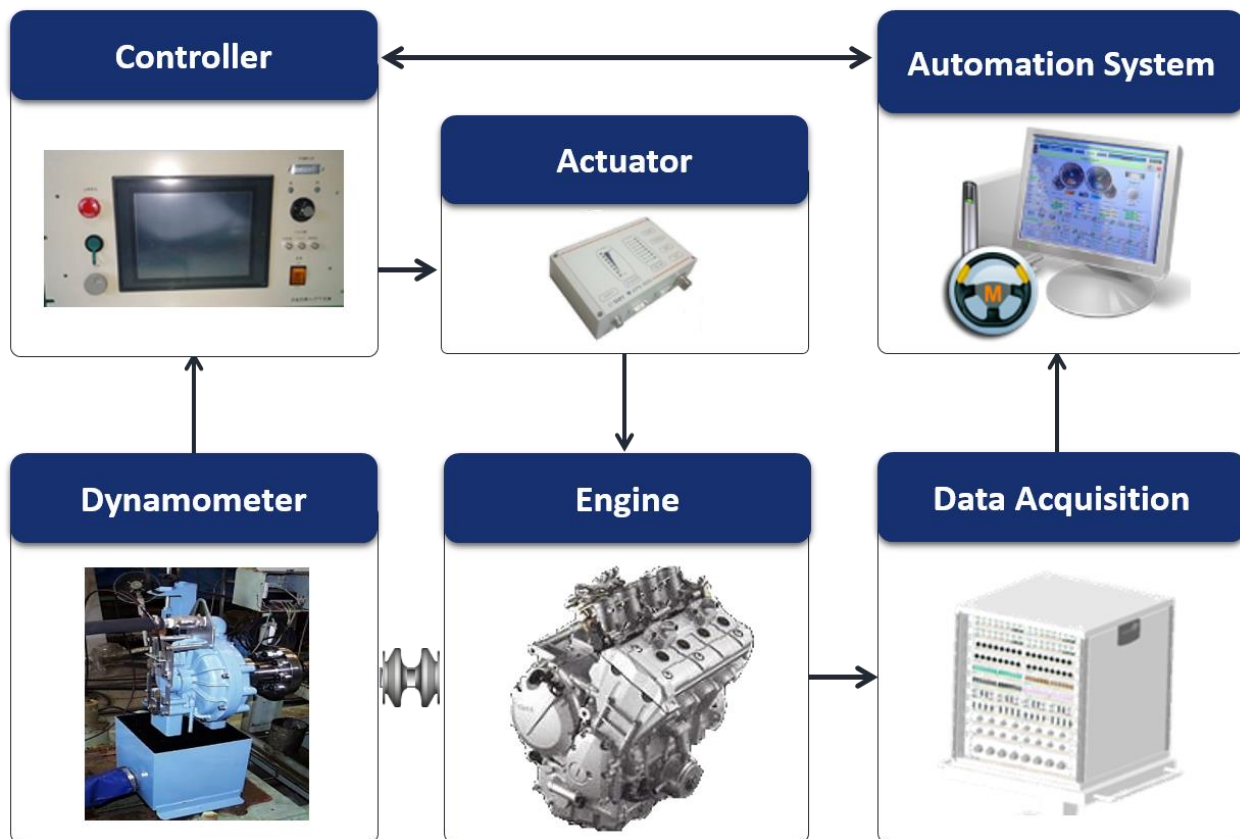 Controller
Automation System
Actuator
M
Dynamometer
Engine
Data Acquisition